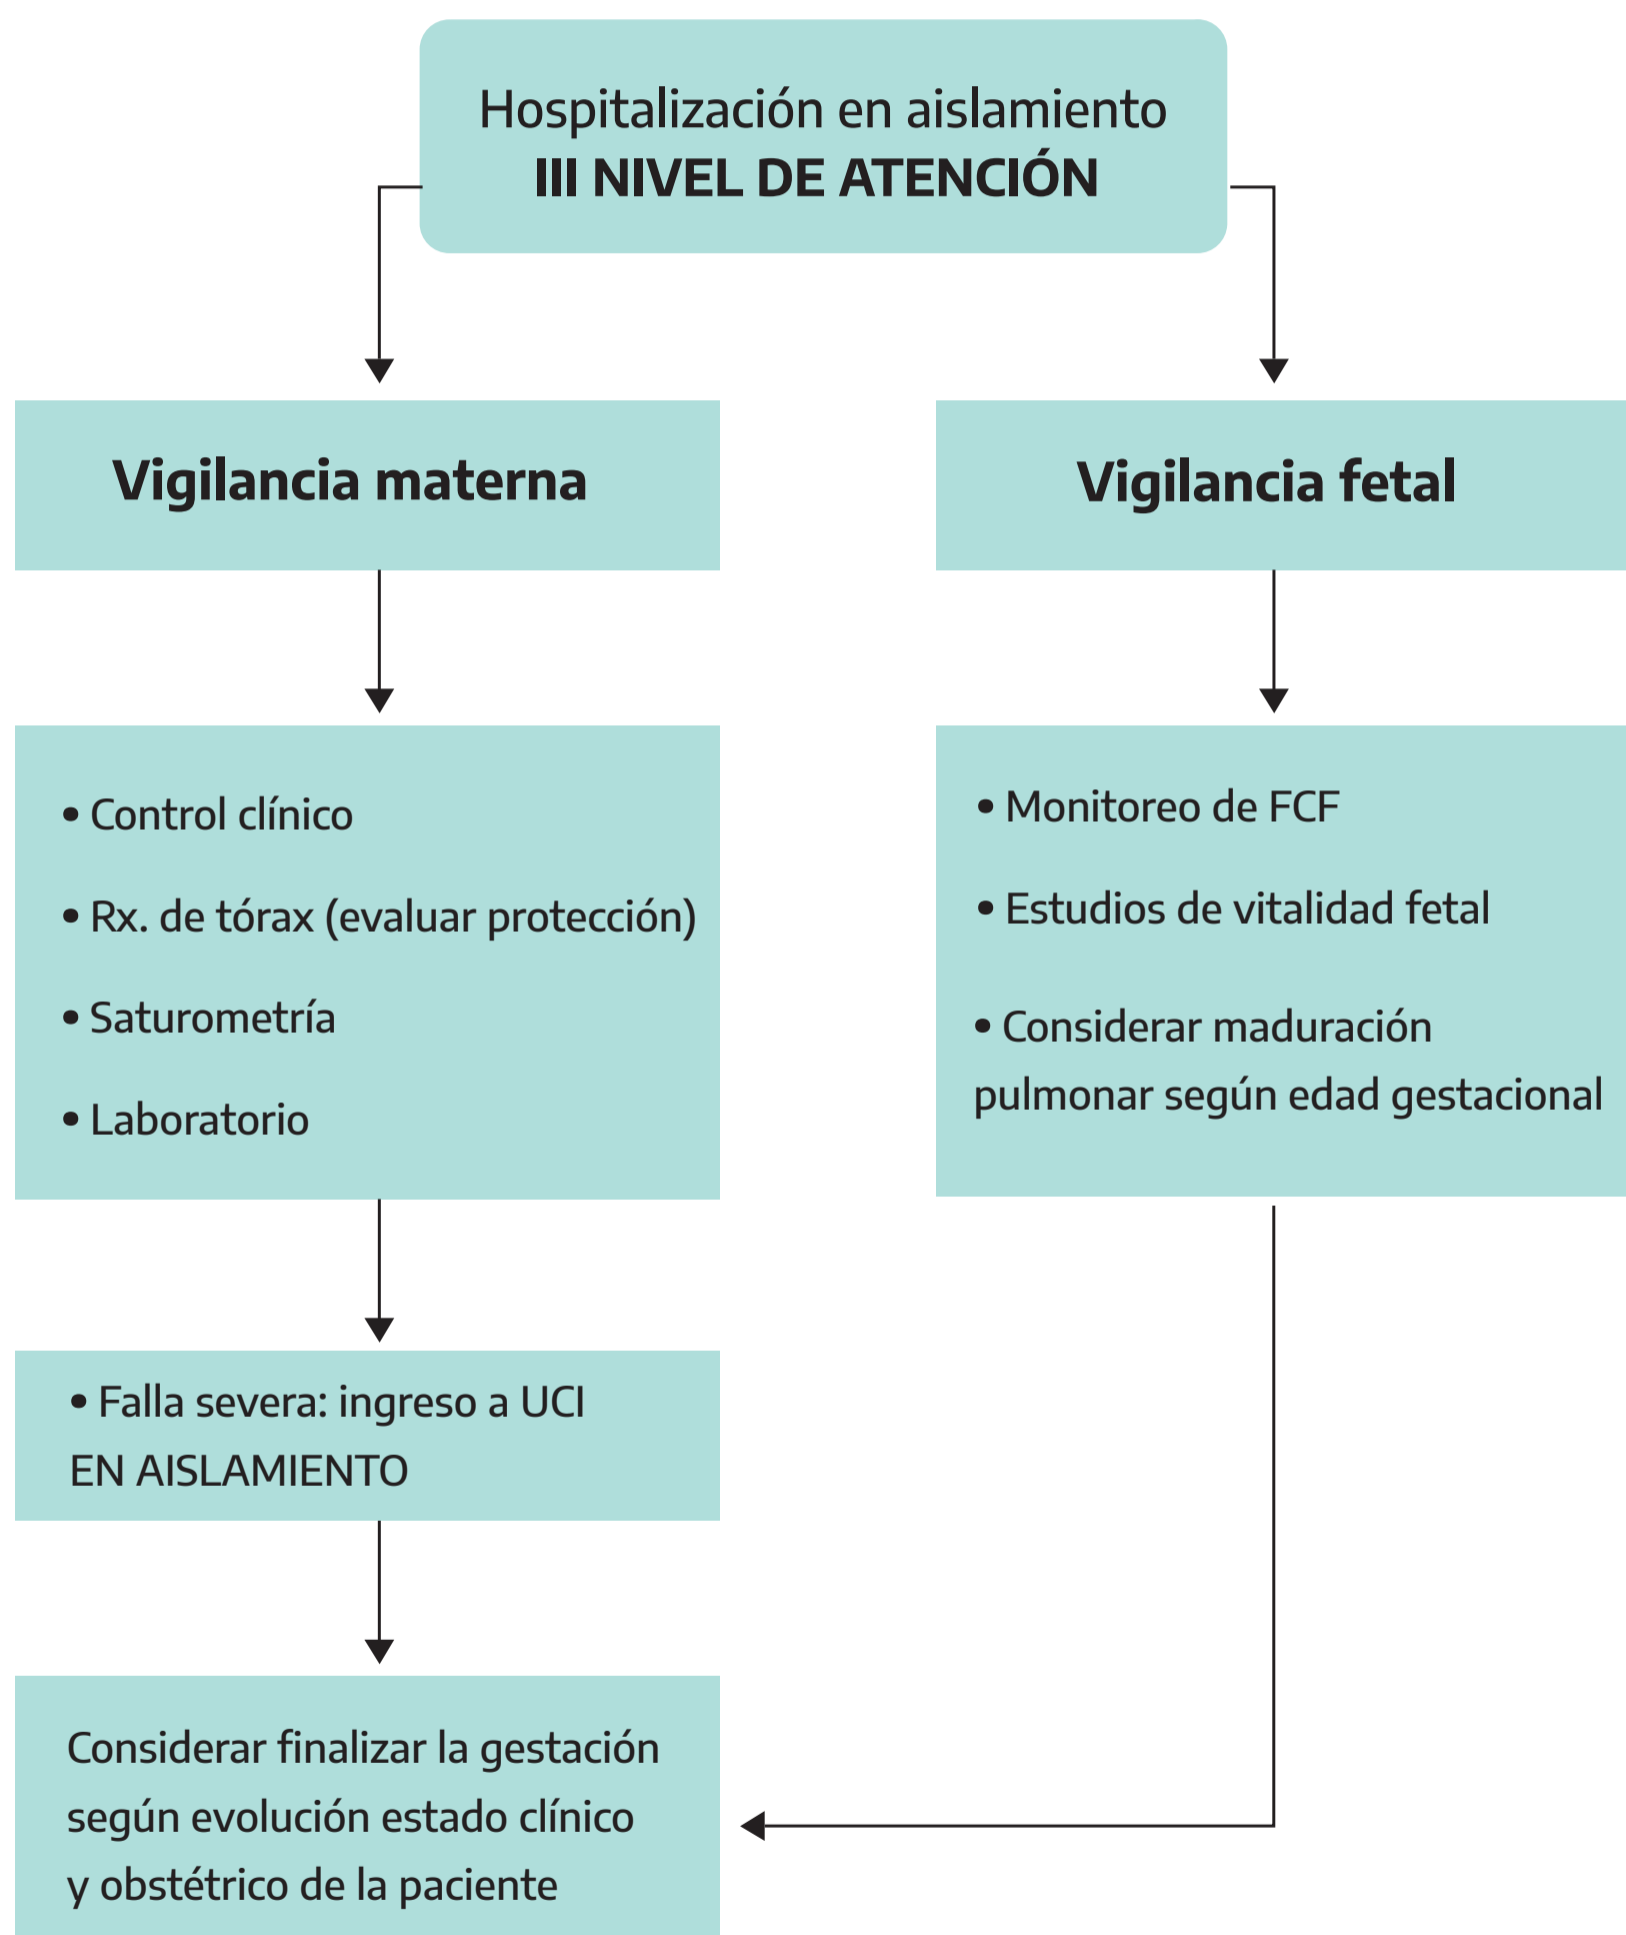 Hospitalización en aislamiento
III NIVEL DE ATENCIÓN
Vigilancia materna
• Control clínico
• Rx. de tórax (evaluar protección)
• Saturometría
• Laboratorio
• Falla severa: ingreso a UCI
EN AISLAMIENTO
Vigilancia fetal
• Monitoreo de FCF
• Estudios de vitalidad fetal
• Considerar maduración
pulmonar según edad gestacional
Considerar finalizar la gestación
según evolución estado clínico
y obstétrico de la paciente